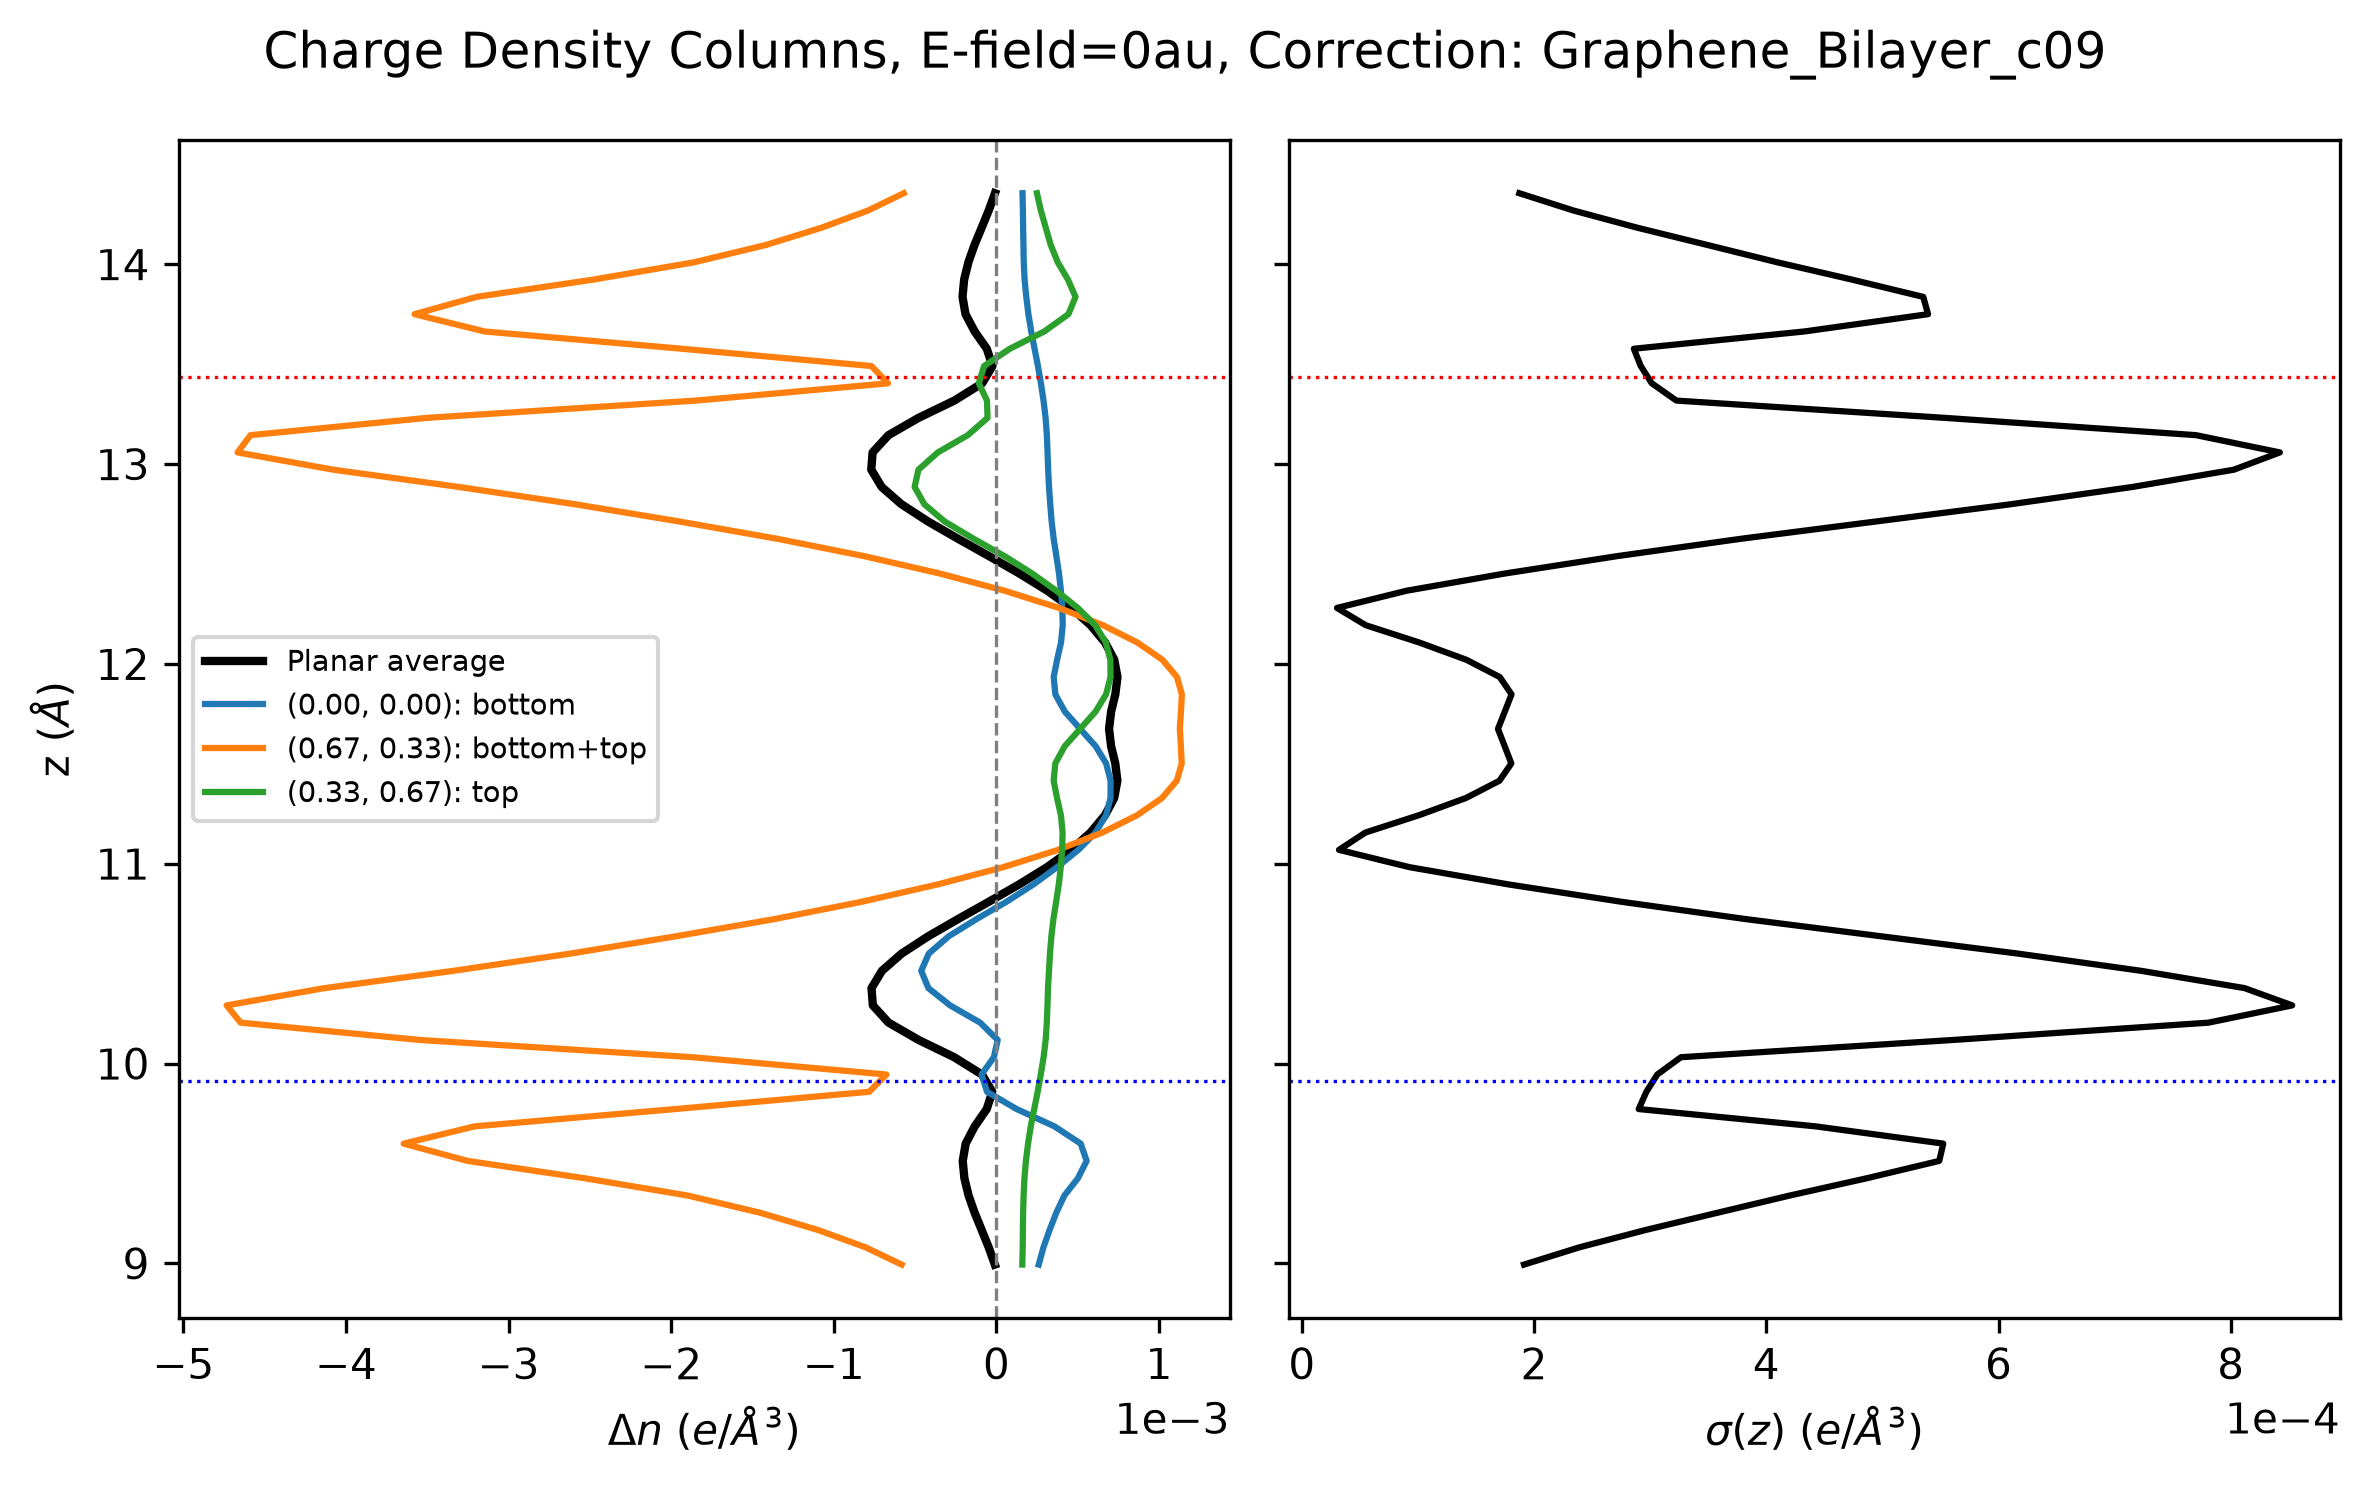 Charge Density Columns, E-field=0au, Correction: Graphene_Bilayer_c09
z (Å)
14
13
12
11
10
9
Planar average
(0.00, 0.00): bottom
(0.67, 0.33): bottom+top
(0.33, 0.67): top
−5 −4 −3 −2 −1 0 1
1e−3
Δn (e/Å³)
0 2 4 6 8
1e−4
σ(z) (e/Å³)